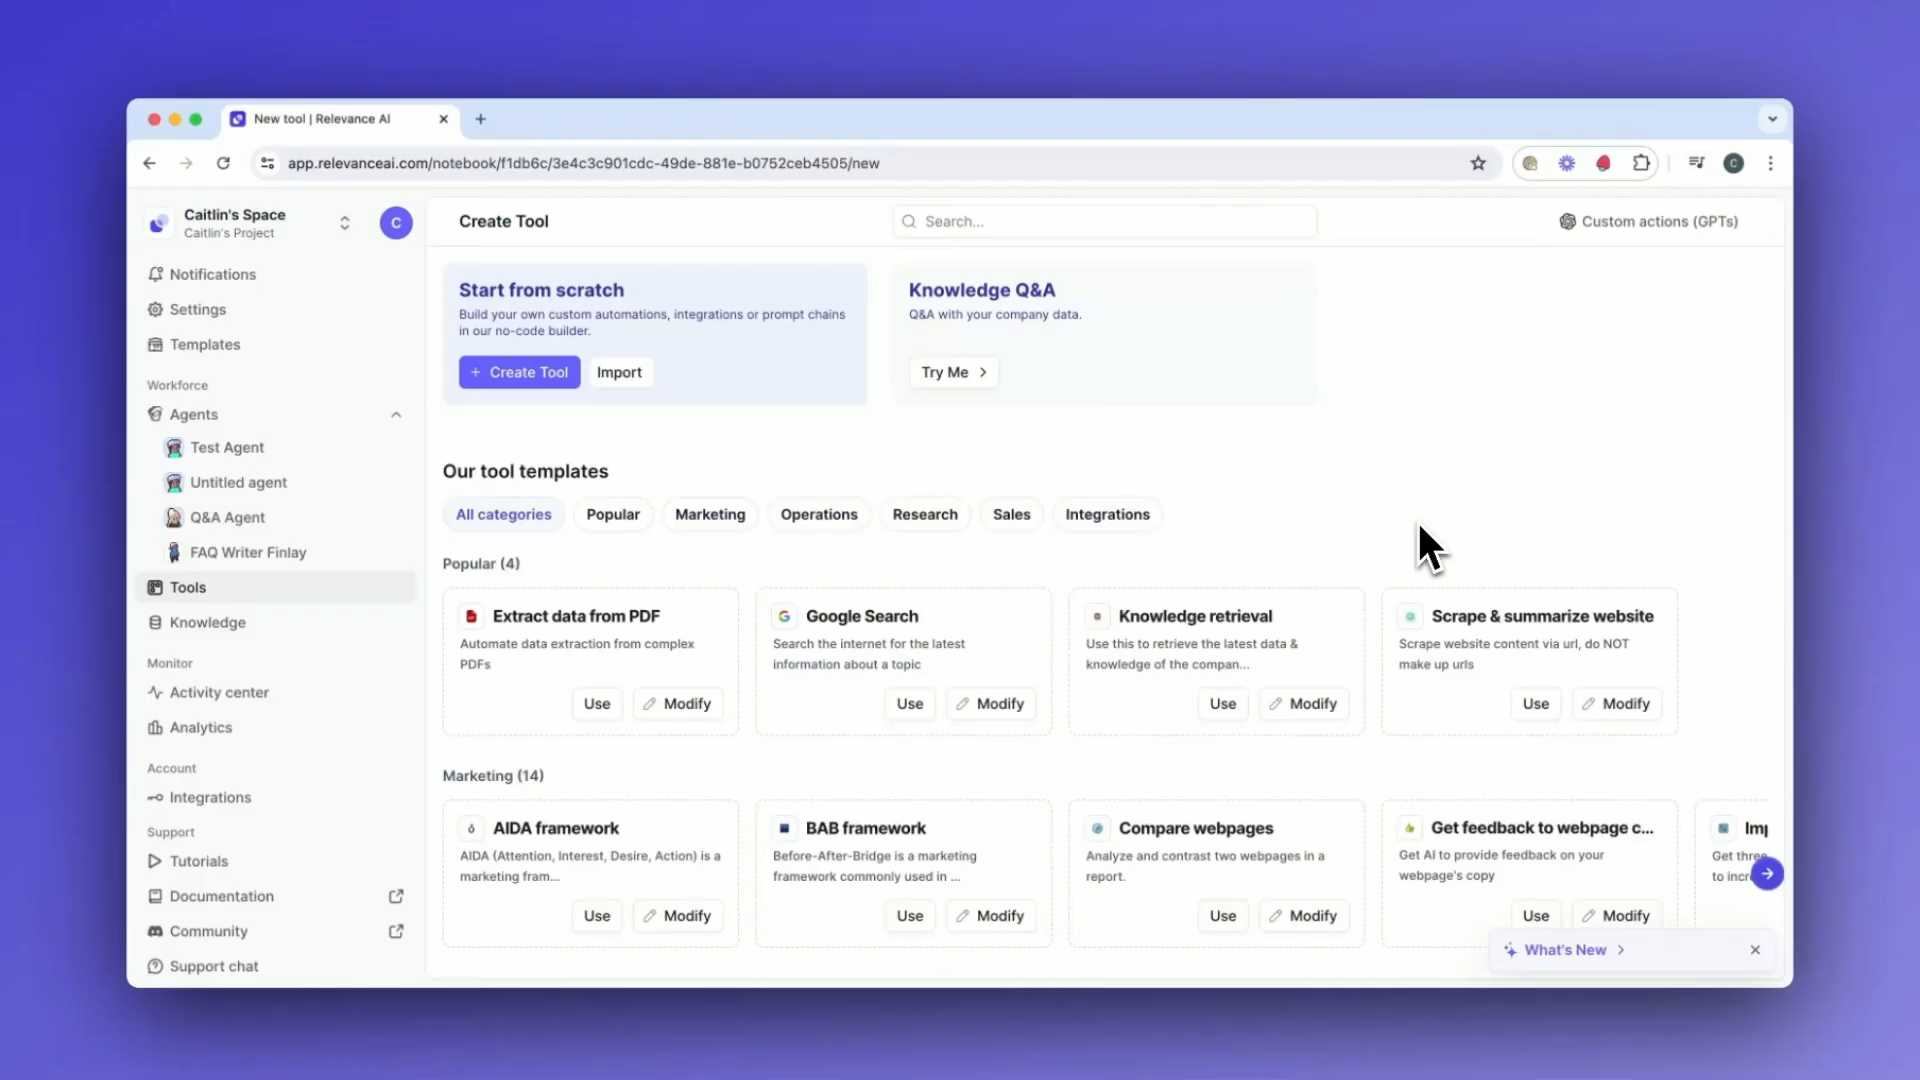 New tool | Relevance AI
app.relevanceai.com/notebook/f1db6c/3e4c3c901cdc-49de-881e-b0752ceb4505/new
C
Caitlin's Space
Caitlin's Project
C
Notifications
Settings
Templates
Workforce
Agents
Test Agent
Untitled agent
Q&A Agent
FAQ Writer Finlay
Tools
Knowledge
Monitor
Activity center
Analytics
Account
Integrations
Support
Tutorials
Documentation
Community
Support chat
Create Tool
Search...
Custom actions (GPTs)
Start from scratch
Build your own custom automations, integrations or prompt chains
in our no-code builder.
+ Create Tool
Import
Knowledge Q&A
Q&A with your company data.
Try Me
Our tool templates
All categories
Popular
Marketing
Operations
Research
Sales
Integrations
Popular (4)
Extract data from PDF
Automate data extraction from complex
PDFs
Use
Modify
Google Search
Search the internet for the latest
information about a topic
Use
Modify
Knowledge retrieval
Use this to retrieve the latest data &
knowledge of the compan...
Use
Modify
Scrape & summarize website
Scrape website content via url, do NOT
make up urls
Use
Modify
Marketing (14)
AIDA framework
AIDA (Attention, Interest, Desire, Action) is a
marketing fram...
Use
Modify
BAB framework
Before-After-Bridge is a marketing
framework commonly used in ...
Use
Modify
Compare webpages
Analyze and contrast two webpages in a
report.
Use
Modify
Get feedback to webpage c...
Get AI to provide feedback on your
webpage's copy
Use
Modify
Get three
What's New